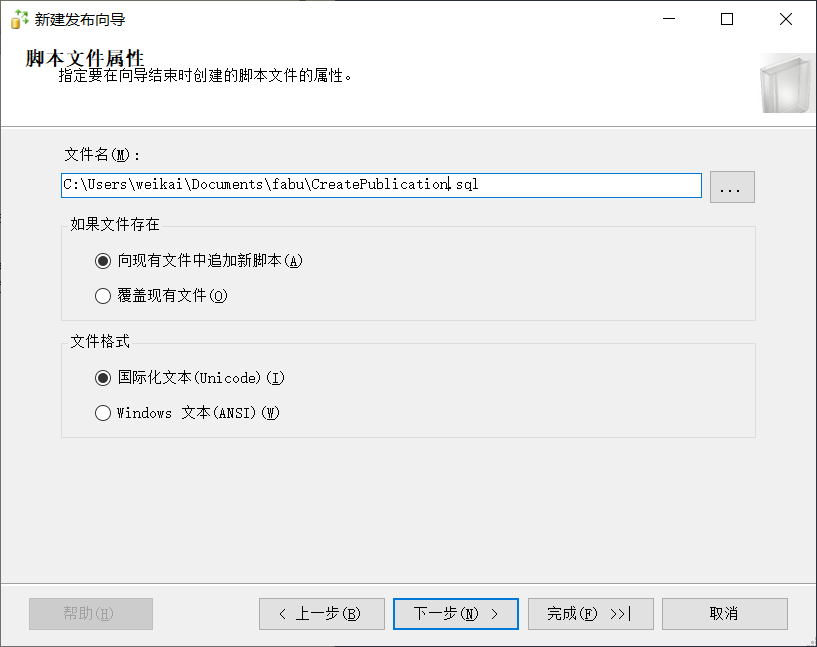 新建发布向导
脚本文件属性
指定要在向导结束时创建的脚本文件的属性。
文件名(M):
C:\Users\weikai\Documents\fabu\CreatePublication.sql
...
如果文件存在
向现有文件中追加新脚本(A)
覆盖现有文件(O)
文件格式
国际化文本(Unicode)(I)
Windows 文本(ANSI)(W)
帮助(H)
< 上一步(B)
下一步(N) >
完成(F) >>|
取消